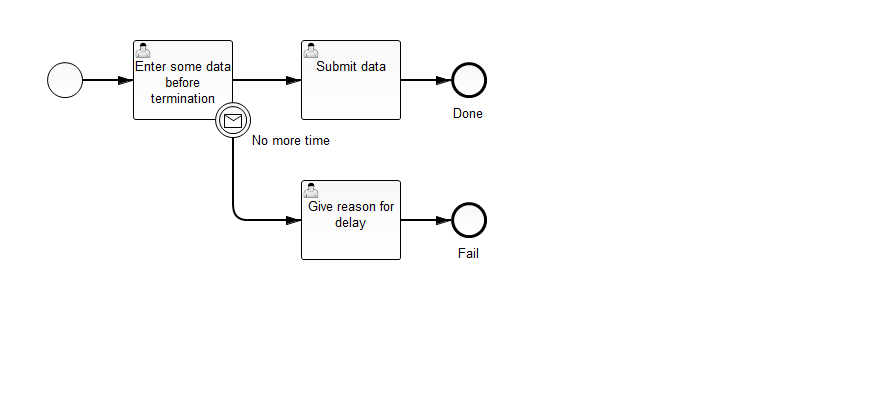 Enter some data
before
termination
Submit data
Done
No more time
Give reason for
delay
Fail